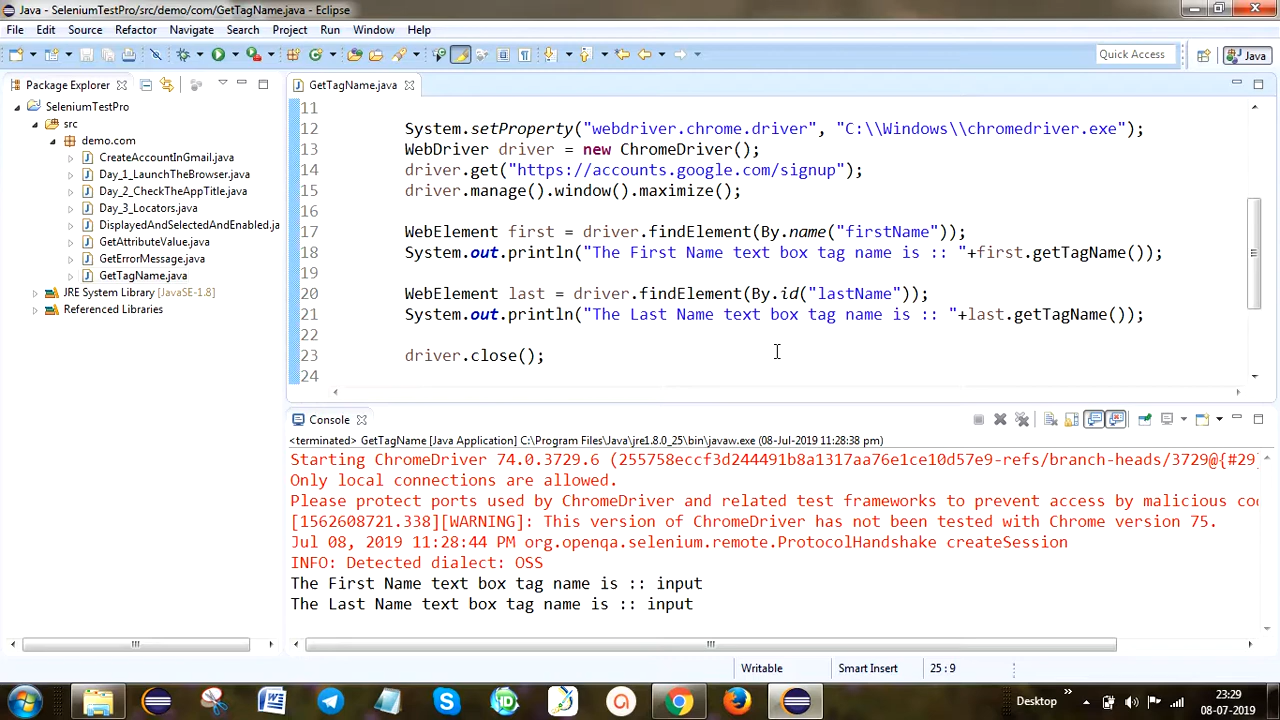 Java - SeleniumTestPro/src/demo/com/GetTagName.java - Eclipse
File Edit Source Refactor Navigate Search Project Run Window Help
Quick Access
Java
Package Explorer
SeleniumTestPro
src
demo.com
CreateAccountInGmail.java
Day_1_LaunchTheBrowser.java
Day_2_CheckTheAppTitle.java
Day_3_Locators.java
DisplayedAndSelectedAndEnabled.ja
GetAttributeValue.java
GetErrorMessage.java
GetTagName.java
JRE System Library [JavaSE-1.8]
Referenced Libraries
GetTagName.java
11
12 System.setProperty("webdriver.chrome.driver", "C:\\Windows\\chromedriver.exe");
13 WebDriver driver = new ChromeDriver();
14 driver.get("https://accounts.google.com/signup");
15 driver.manage().window().maximize();
16
17 WebElement first = driver.findElement(By.name("firstName"));
18 System.out.println("The First Name text box tag name is :: "+first.getTagName());
19
20 WebElement last = driver.findElement(By.id("lastName"));
21 System.out.println("The Last Name text box tag name is :: "+last.getTagName());
22
23 driver.close();
24
Console
<terminated> GetTagName [Java Application] C:\Program Files\Java\jre1.8.0_25\bin\javaw.exe (08-Jul-2019 11:28:38 pm)
Starting ChromeDriver 74.0.3729.6 (255758eccf3d244491b8a1317aa76e1ce10d57e9-refs/branch-heads/3729@{#29}
Only local connections are allowed.
Please protect ports used by ChromeDriver and related test frameworks to prevent access by malicious cod
[1562608721.338][WARNING]: This version of ChromeDriver has not been tested with Chrome version 75.
Jul 08, 2019 11:28:44 PM org.openqa.selenium.remote.ProtocolHandshake createSession
INFO: Detected dialect: OSS
The First Name text box tag name is :: input
The Last Name text box tag name is :: input
Writable Smart Insert 25 : 9
Desktop
23:29
08-07-2019